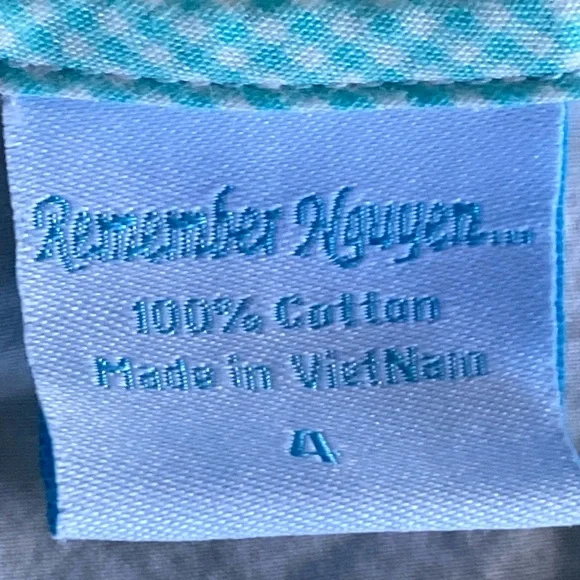 Remember Nguyen...
100% Cotton
Made in VietNam
4